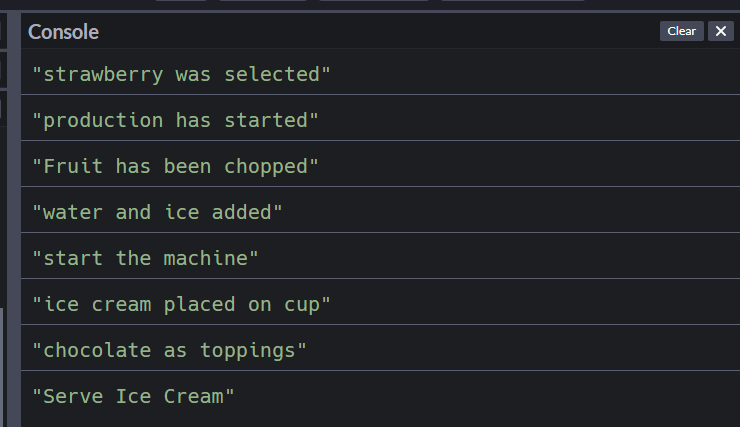 Console
Clear
×
"strawberry was selected"
"production has started"
"Fruit has been chopped"
"water and ice added"
"start the machine"
"ice cream placed on cup"
"chocolate as toppings"
"Serve Ice Cream"